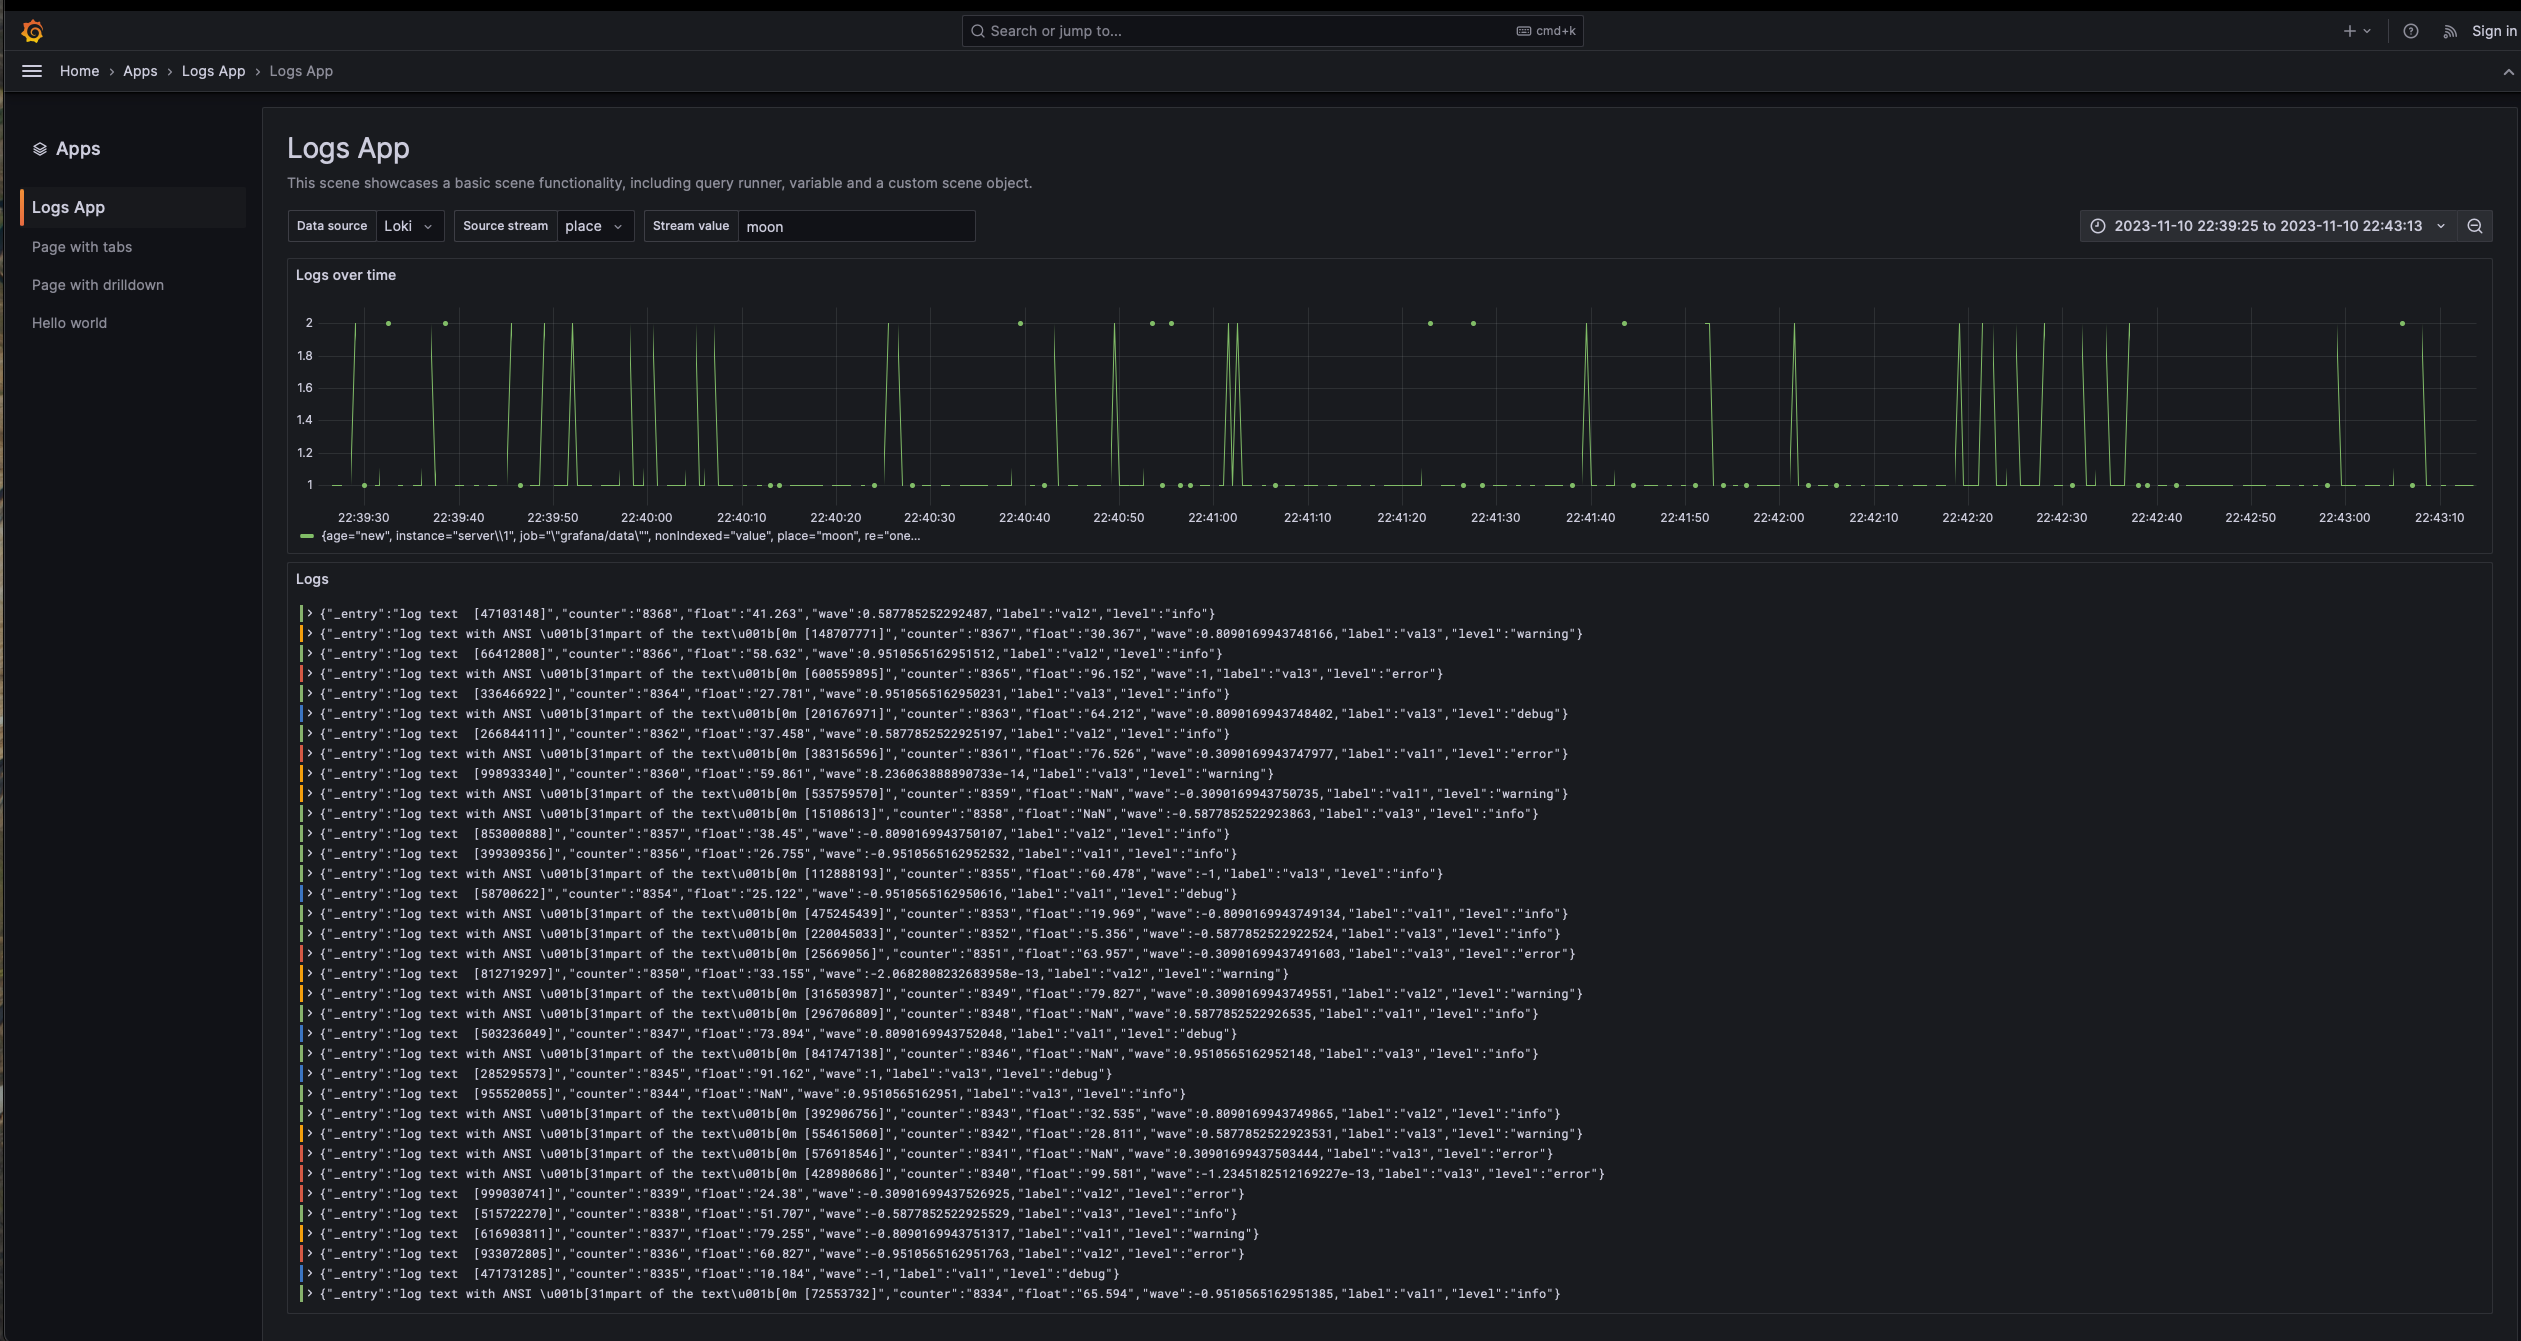 Search or jump to... cmd+k Sign in
Home › Apps › Logs App › Logs App
Apps
Logs App
Page with tabs
Page with drilldown
Hello world
Logs App
This scene showcases a basic scene functionality, including query runner, variable and a custom scene object.
Data source Loki Source stream place Stream value moon 2023-11-10 22:39:25 to 2023-11-10 22:43:13
Logs over time
2
1.8
1.6
1.4
1.2
1
22:39:30 22:39:40 22:39:50 22:40:00 22:40:10 22:40:20 22:40:30 22:40:40 22:40:50 22:41:00 22:41:10 22:41:20 22:41:30 22:41:40 22:41:50 22:42:00 22:42:10 22:42:20 22:42:30 22:42:40 22:42:50 22:43:00 22:43:10
{age="new", instance="server\\1", job="\"grafana/data\"", nonIndexed="value", place="moon", re="one...
Logs
{"_entry":"log text  [47103148]","counter":"8368","float":"41.263","wave":0.587785252292487,"label":"val2","level":"info"}
{"_entry":"log text with ANSI \u001b[31mpart of the text\u001b[0m [148707771]","counter":"8367","float":"30.367","wave":0.8090169943748166,"label":"val3","level":"warning"}
{"_entry":"log text  [66412808]","counter":"8366","float":"58.632","wave":0.9510565162951512,"label":"val2","level":"info"}
{"_entry":"log text with ANSI \u001b[31mpart of the text\u001b[0m [600559895]","counter":"8365","float":"96.152","wave":1,"label":"val3","level":"error"}
{"_entry":"log text  [336466922]","counter":"8364","float":"27.781","wave":0.9510565162950231,"label":"val3","level":"info"}
{"_entry":"log text with ANSI \u001b[31mpart of the text\u001b[0m [201676971]","counter":"8363","float":"64.212","wave":0.8090169943748402,"label":"val3","level":"debug"}
{"_entry":"log text  [266844111]","counter":"8362","float":"37.458","wave":0.5877852522925197,"label":"val2","level":"info"}
{"_entry":"log text with ANSI \u001b[31mpart of the text\u001b[0m [383156596]","counter":"8361","float":"76.526","wave":0.3090169943747977,"label":"val1","level":"error"}
{"_entry":"log text  [998933340]","counter":"8360","float":"59.861","wave":8.236063888890733e-14,"label":"val3","level":"warning"}
{"_entry":"log text with ANSI \u001b[31mpart of the text\u001b[0m [535759570]","counter":"8359","float":"NaN","wave":-0.3090169943750735,"label":"val1","level":"warning"}
{"_entry":"log text with ANSI \u001b[31mpart of the text\u001b[0m [15108613]","counter":"8358","float":"NaN","wave":-0.5877852522923863,"label":"val3","level":"info"}
{"_entry":"log text  [853000888]","counter":"8357","float":"38.45","wave":-0.8090169943750107,"label":"val2","level":"info"}
{"_entry":"log text  [399309356]","counter":"8356","float":"26.755","wave":-0.9510565162952532,"label":"val1","level":"info"}
{"_entry":"log text with ANSI \u001b[31mpart of the text\u001b[0m [112888193]","counter":"8355","float":"60.478","wave":-1,"label":"val3","level":"info"}
{"_entry":"log text  [58700622]","counter":"8354","float":"25.122","wave":-0.9510565162950616,"label":"val1","level":"debug"}
{"_entry":"log text with ANSI \u001b[31mpart of the text\u001b[0m [475245439]","counter":"8353","float":"19.969","wave":-0.8090169943749134,"label":"val1","level":"info"}
{"_entry":"log text with ANSI \u001b[31mpart of the text\u001b[0m [220045033]","counter":"8352","float":"5.356","wave":-0.5877852522922524,"label":"val3","level":"info"}
{"_entry":"log text with ANSI \u001b[31mpart of the text\u001b[0m [25669056]","counter":"8351","float":"63.957","wave":-0.30901699437491603,"label":"val3","level":"error"}
{"_entry":"log text  [812719297]","counter":"8350","float":"33.155","wave":-2.0682808232683958e-13,"label":"val2","level":"warning"}
{"_entry":"log text with ANSI \u001b[31mpart of the text\u001b[0m [316503987]","counter":"8349","float":"79.827","wave":0.3090169943749551,"label":"val2","level":"warning"}
{"_entry":"log text with ANSI \u001b[31mpart of the text\u001b[0m [296706809]","counter":"8348","float":"NaN","wave":0.5877852522926535,"label":"val1","level":"info"}
{"_entry":"log text  [503236049]","counter":"8347","float":"73.894","wave":0.8090169943752048,"label":"val1","level":"debug"}
{"_entry":"log text with ANSI \u001b[31mpart of the text\u001b[0m [841747138]","counter":"8346","float":"NaN","wave":0.9510565162952148,"label":"val3","level":"info"}
{"_entry":"log text  [285295573]","counter":"8345","float":"91.162","wave":1,"label":"val3","level":"debug"}
{"_entry":"log text  [955520055]","counter":"8344","float":"NaN","wave":0.9510565162951,"label":"val3","level":"info"}
{"_entry":"log text with ANSI \u001b[31mpart of the text\u001b[0m [392906756]","counter":"8343","float":"32.535","wave":0.8090169943749865,"label":"val2","level":"info"}
{"_entry":"log text with ANSI \u001b[31mpart of the text\u001b[0m [554615060]","counter":"8342","float":"28.811","wave":0.5877852522923531,"label":"val3","level":"warning"}
{"_entry":"log text with ANSI \u001b[31mpart of the text\u001b[0m [576918546]","counter":"8341","float":"NaN","wave":0.30901699437503444,"label":"val3","level":"error"}
{"_entry":"log text with ANSI \u001b[31mpart of the text\u001b[0m [428980686]","counter":"8340","float":"99.581","wave":-1.2345182512169227e-13,"label":"val3","level":"error"}
{"_entry":"log text  [999030741]","counter":"8339","float":"24.38","wave":-0.30901699437526925,"label":"val2","level":"error"}
{"_entry":"log text  [515722270]","counter":"8338","float":"51.707","wave":-0.5877852522925529,"label":"val3","level":"info"}
{"_entry":"log text  [616903811]","counter":"8337","float":"79.255","wave":-0.8090169943751317,"label":"val1","level":"warning"}
{"_entry":"log text  [933072805]","counter":"8336","float":"60.827","wave":-0.9510565162951763,"label":"val2","level":"error"}
{"_entry":"log text  [471731285]","counter":"8335","float":"10.184","wave":-1,"label":"val1","level":"debug"}
{"_entry":"log text with ANSI \u001b[31mpart of the text\u001b[0m [72553732]","counter":"8334","float":"65.594","wave":-0.9510565162951385,"label":"val1","level":"info"}